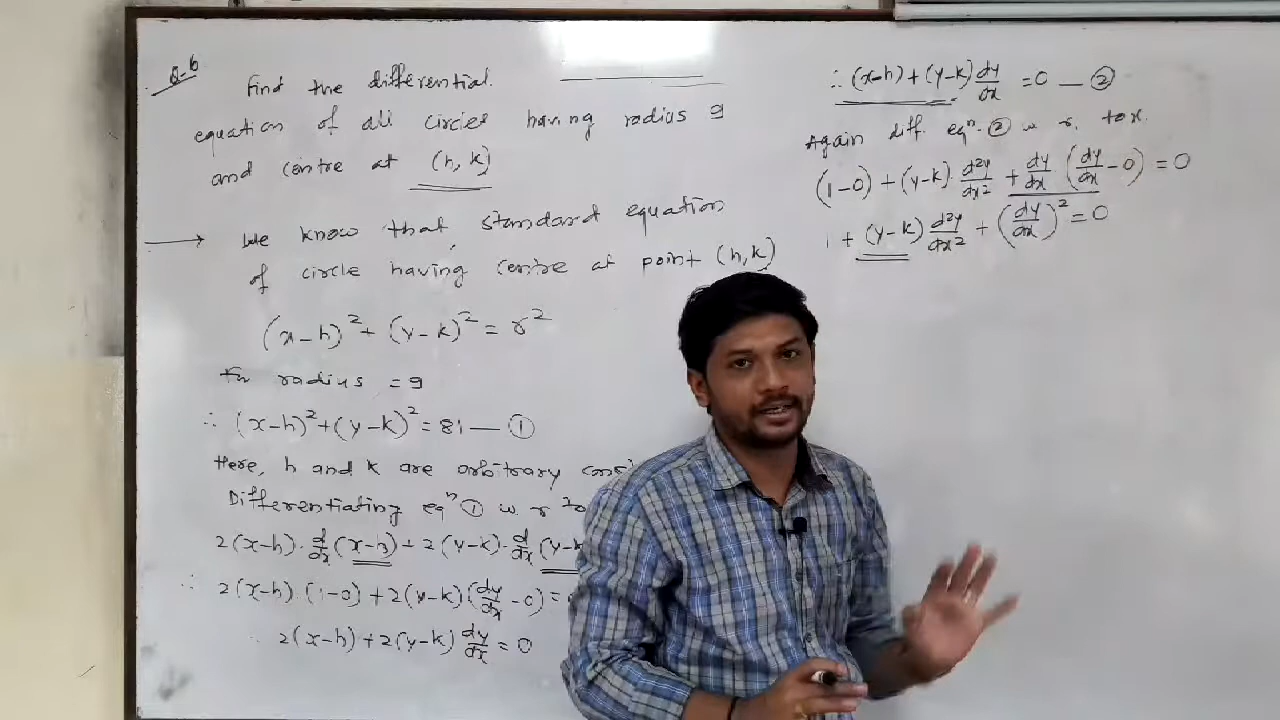 Q-6
Find the differential.
equation of all circles having radius 9
and centre at (h, k)
→ We know that standard equation
of circle having centre at point (h, k)
(x-h)² + (y-k)² = r²
radius = 9
∴ (x-h)² + (y-k)² = 81 — ①
Here, h and k are arbitrary
Differentiating eqⁿ ① w r to
2(x-h) · d/dx (x-h) + 2(y-k) · d/dx (y-k
∴ 2(x-h) · (1-0) + 2(y-k) (dy/dx - 0) =
2(x-h) + 2(y-k) dy/dx = 0
∴ (x-h) + (y-k) dy/dx = 0 — ②
Again diff. eqⁿ. ② w r. to x.
(1-0) + (y-k) · d²y/dx² + dy/dx · (dy/dx - 0) = 0
1 + (y-k) d²y/dx² + (dy/dx)² = 0